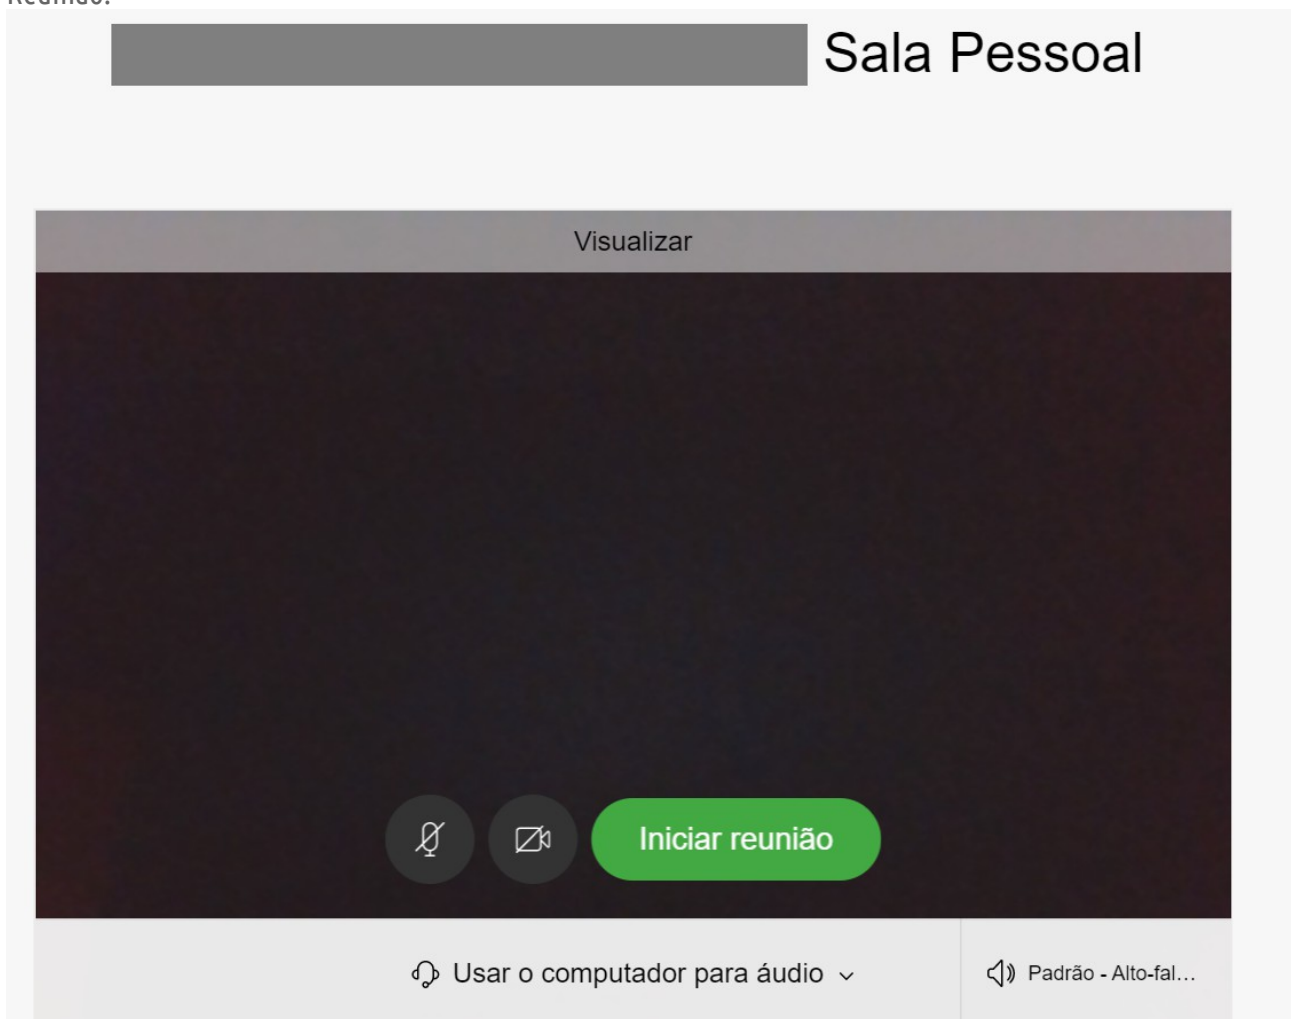 Sala Pessoal
Visualizar
Iniciar reunião
Usar o computador para áudio
Padrão - Alto-fal...